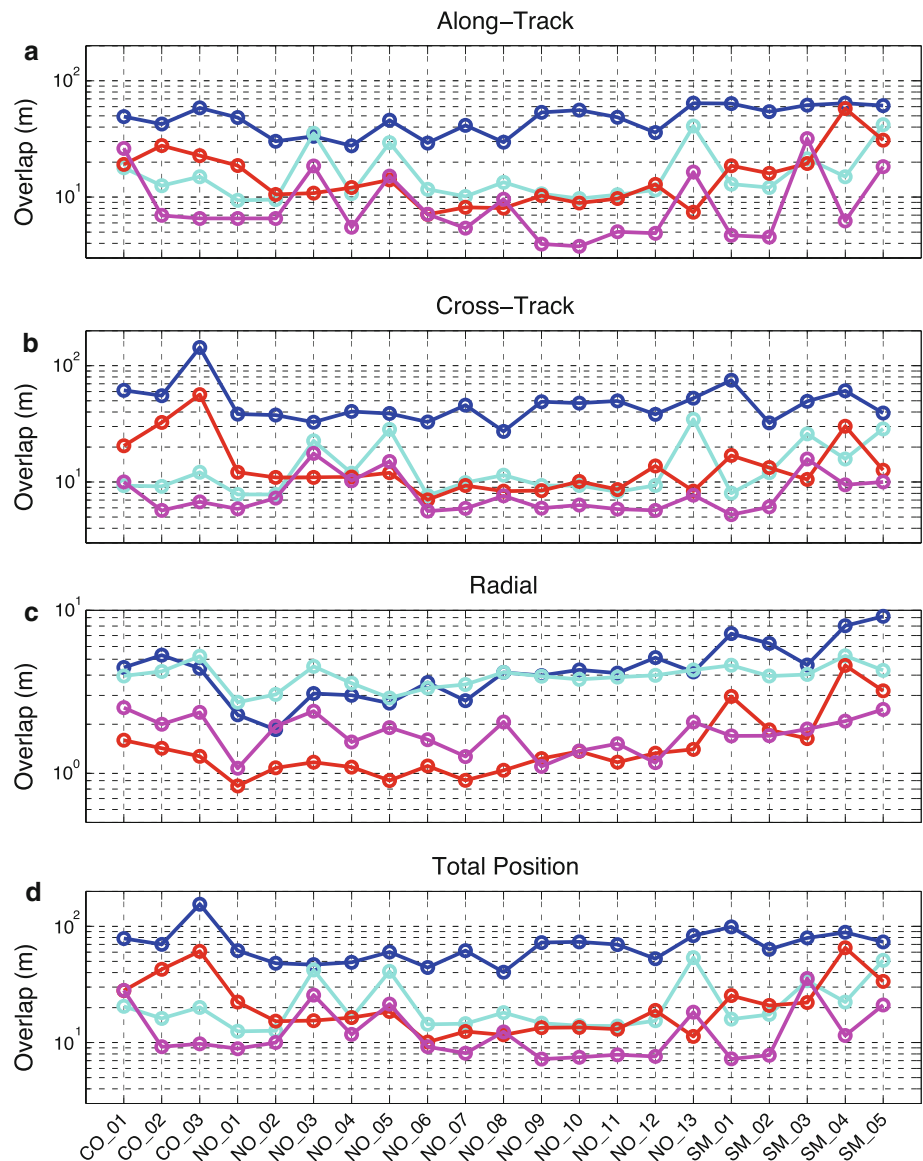 Along–Track
a
10²
10¹
Overlap (m)
Cross–Track
b
10²
10¹
Overlap (m)
Radial
c
10¹
10⁰
Overlap (m)
Total Position
d
10²
10¹
Overlap (m)
CO_01 CO_02 CO_03 NO_01 NO_02 NO_03 NO_04 NO_05 NO_06 NO_07 NO_08 NO_09 NO_10 NO_11 NO_12 NO_13 SM_01 SM_02 SM_03 SM_04 SM_05